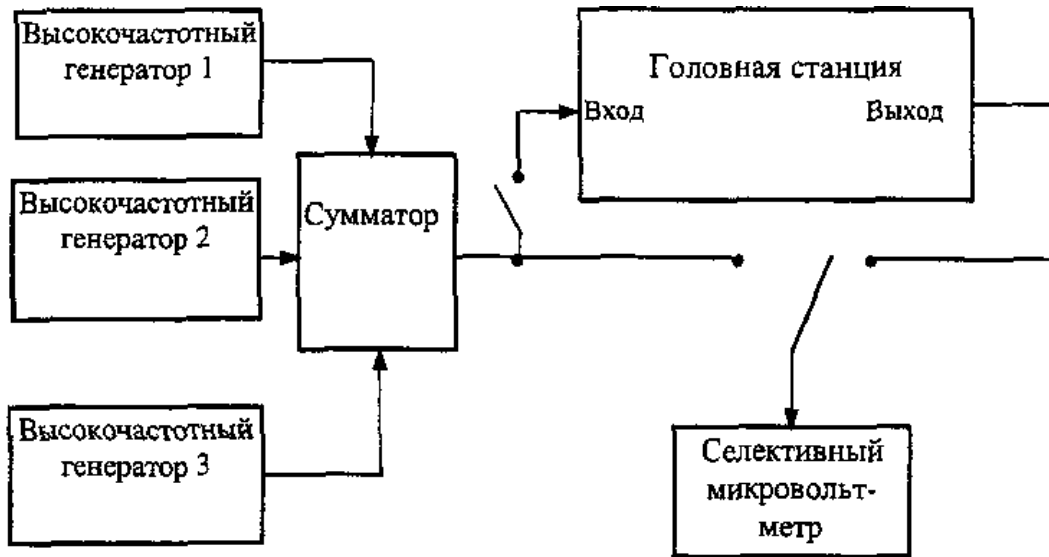 Высокочастотный
генератор 1
Головная станция
Вход
Выход
Высокочастотный
генератор 2
Сумматор
Высокочастотный
генератор 3
Селективный
микровольт-
метр